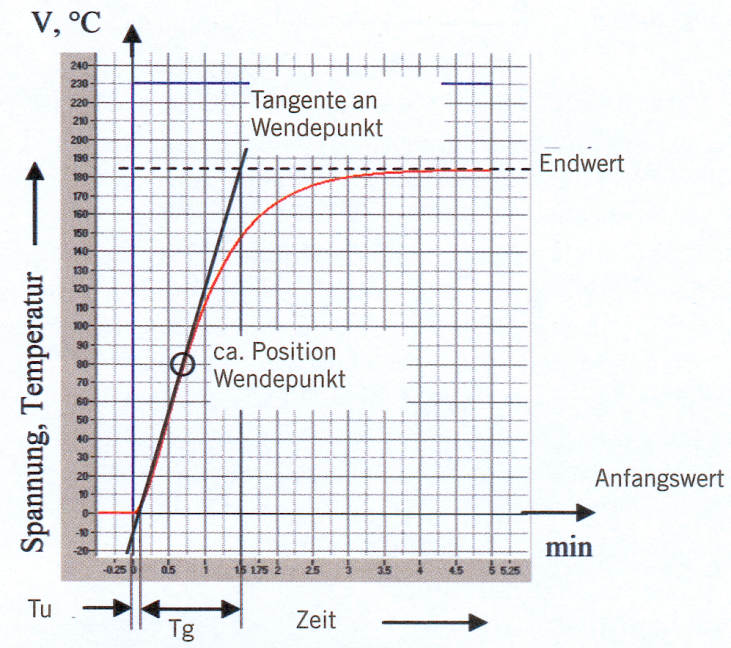 V, °C
240
230
220
210
200
190
180
170
160
150
140
130
120
110
100
90
80
70
60
50
40
30
20
10
0
-10
-20
Tangente an
Wendepunkt
Endwert
ca. Position
Wendepunkt
Spannung, Temperatur
Anfangswert
min
-0.25 0 0.5 1 1.5 1.75 2 2.5 3 3.5 4 4.5 5 5.25
Tu
Tg
Zeit